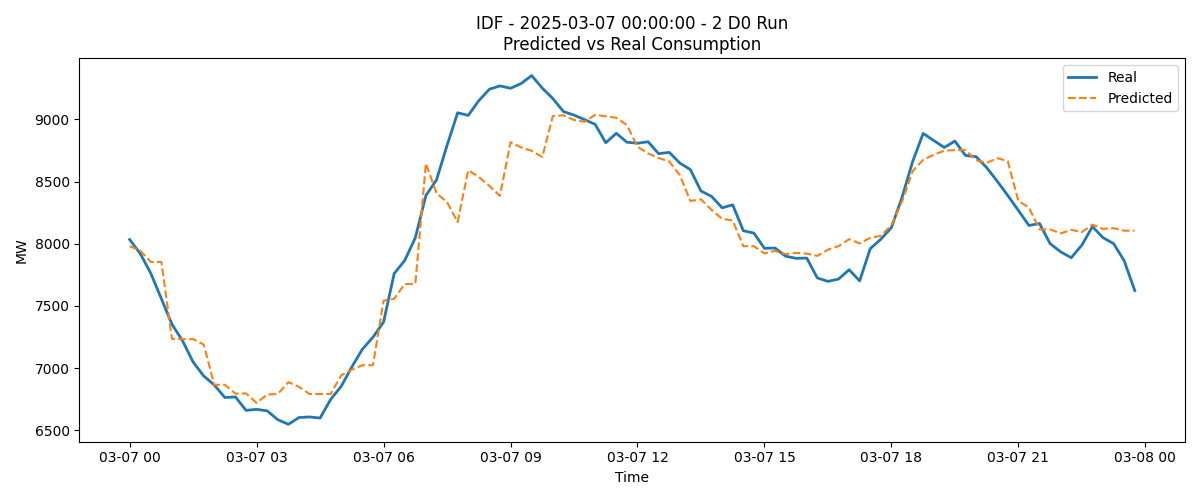 IDF - 2025-03-07 00:00:00 - 2 D0 Run
Predicted vs Real Consumption
Real
Predicted
MW
9000
8500
8000
7500
7000
6500
03-07 00
03-07 03
03-07 06
03-07 09
03-07 12
03-07 15
03-07 18
03-07 21
03-08 00
Time